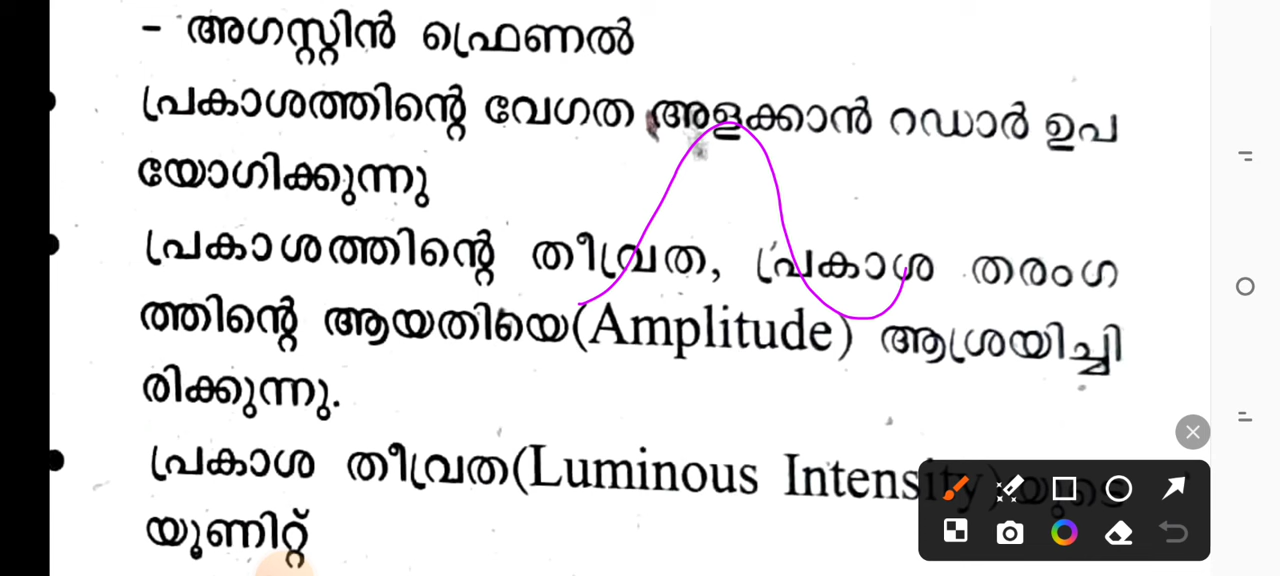 - അഗസ്റ്റിൻ ഫ്രെണൽ
പ്രകാശത്തിന്റെ വേഗത അളക്കാൻ റഡാർ ഉപ
യോഗിക്കുന്നു
പ്രകാശത്തിന്റെ തീവ്രത, പ്രകാശ തരംഗ
ത്തിന്റെ ആയതിയെ(Amplitude) ആശ്രയിച്ചി
രിക്കുന്നു.
പ്രകാശ തീവ്രത(Luminous Intensity)യുടെ
യൂണിറ്റ്